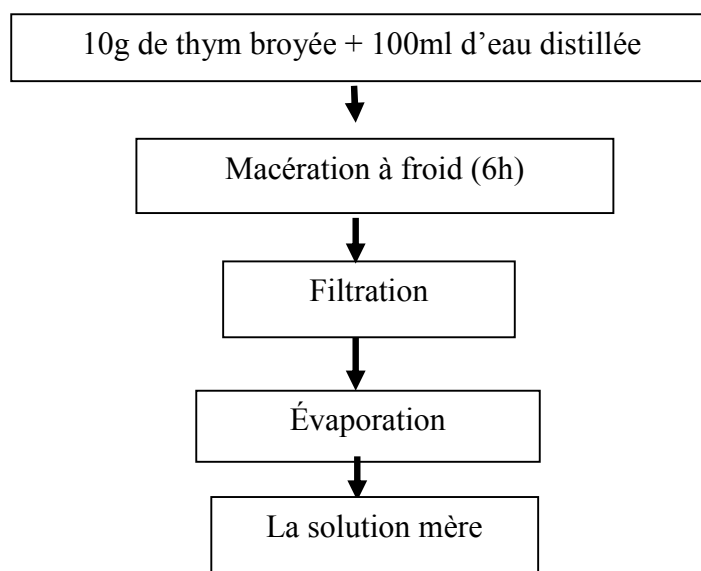 10g de thym broyée + 100ml d’eau distillée
Macération à froid (6h)
Filtration
Évaporation
La solution mère